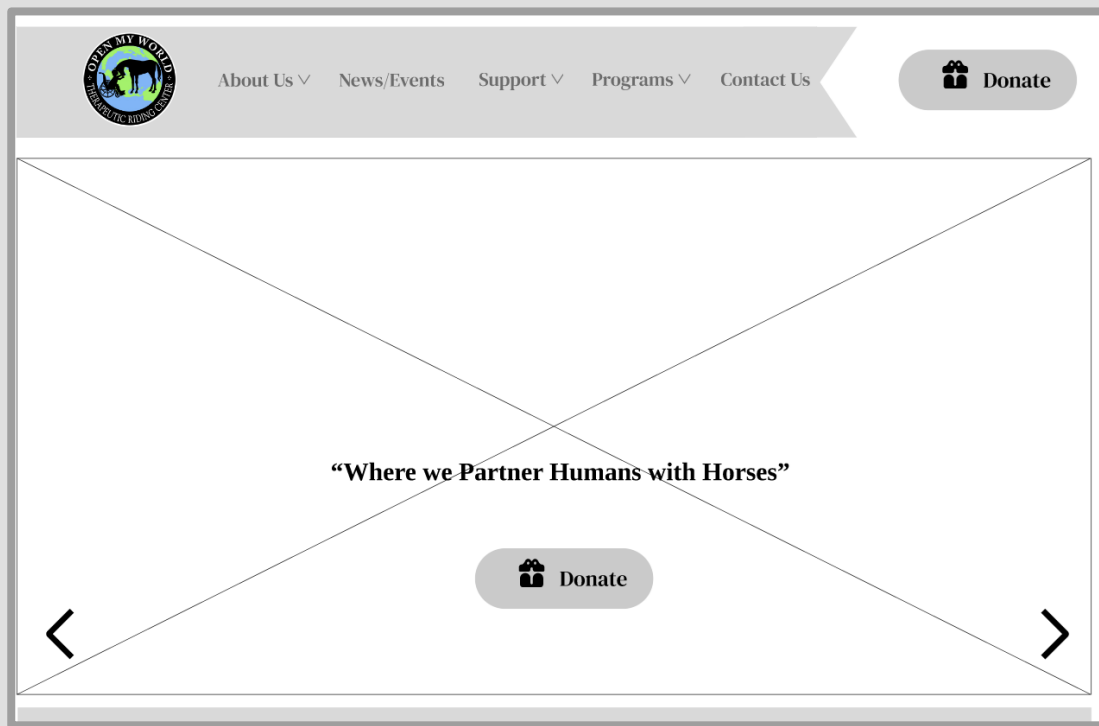 OPEN MY WORLD
THERAPEUTIC RIDING CENTER
About Us
News/Events
Support
Programs
Contact Us
Donate
“Where we Partner Humans with Horses”
Donate